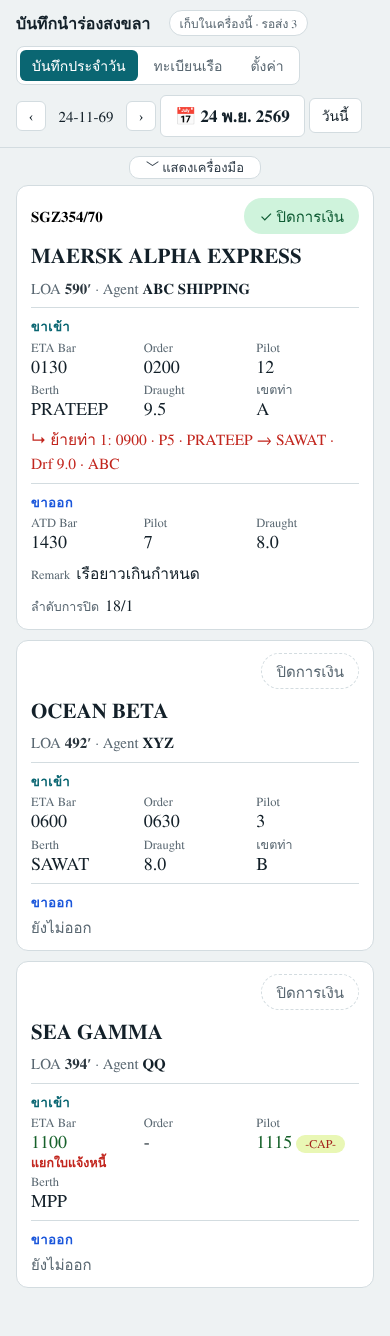 บันทึกนำร่องสงขลา
เก็บในเครื่องนี้ · รอส่ง 3
บันทึกประจำวัน ทะเบียนเรือ ตั้งค่า
‹ 24-11-69 › 📅 24 พ.ย. 2569 วันนี้
﹀ แสดงเครื่องมือ
SGZ354/70 ✓ ปิดการเงิน
MAERSK ALPHA EXPRESS
LOA 590′ · Agent ABC SHIPPING
ขาเข้า
ETA Bar Order Pilot
0130 0200 12
Berth Draught เขตท่า
PRATEEP 9.5 A
↳ ย้ายท่า 1: 0900 · P5 · PRATEEP → SAWAT ·
Drf 9.0 · ABC
ขาออก
ATD Bar Pilot Draught
1430 7 8.0
Remark เรือยาวเกินกำหนด
ลำดับการปิด 18/1
ปิดการเงิน
OCEAN BETA
LOA 492′ · Agent XYZ
ขาเข้า
ETA Bar Order Pilot
0600 0630 3
Berth Draught เขตท่า
SAWAT 8.0 B
ขาออก
ยังไม่ออก
ปิดการเงิน
SEA GAMMA
LOA 394′ · Agent QQ
ขาเข้า
ETA Bar Order Pilot
1100 - 1115 -CAP-
แยกใบแจ้งหนี้
Berth
MPP
ขาออก
ยังไม่ออก